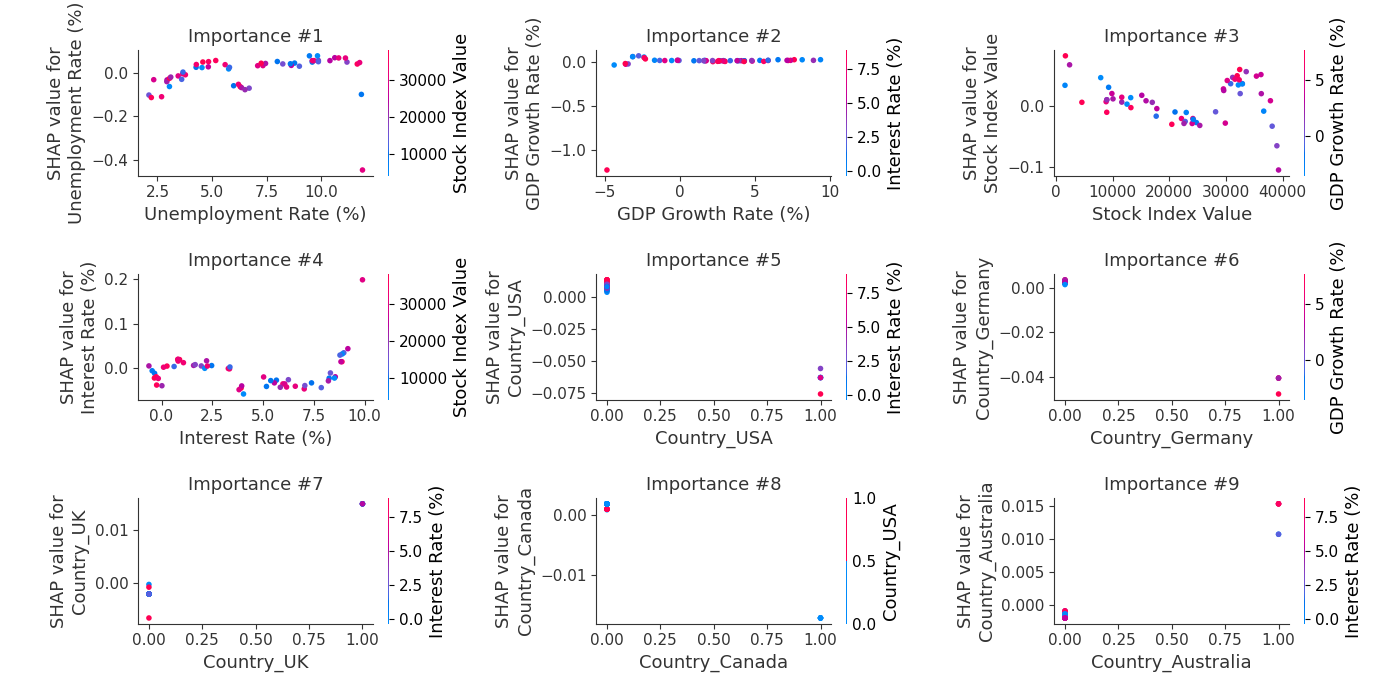 Importance #1
SHAP value for
Unemployment Rate (%)
0.0
−0.2
−0.4
2.5
5.0
7.5
10.0
Unemployment Rate (%)
30000
20000
10000
Stock Index Value
Importance #2
SHAP value for
GDP Growth Rate (%)
0.0
−0.5
−1.0
−5
0
5
10
GDP Growth Rate (%)
7.5
5.0
2.5
0.0
Interest Rate (%)
Importance #3
SHAP value for
Stock Index Value
0.0
−0.1
0
10000
20000
30000
40000
Stock Index Value
5
0
GDP Growth Rate (%)
Importance #4
SHAP value for
Interest Rate (%)
0.2
0.1
0.0
0.0
2.5
5.0
7.5
10.0
Interest Rate (%)
30000
20000
10000
Stock Index Value
Importance #5
SHAP value for
Country_USA
0.000
−0.025
−0.050
−0.075
0.00
0.25
0.50
0.75
1.00
Country_USA
7.5
5.0
2.5
0.0
Interest Rate (%)
Importance #6
SHAP value for
Country_Germany
0.00
−0.02
−0.04
0.00
0.25
0.50
0.75
1.00
Country_Germany
5
0
GDP Growth Rate (%)
Importance #7
SHAP value for
Country_UK
0.01
0.00
0.00
0.25
0.50
0.75
1.00
Country_UK
7.5
5.0
2.5
0.0
Interest Rate (%)
Importance #8
SHAP value for
Country_Canada
0.00
−0.01
0.00
0.25
0.50
0.75
1.00
Country_Canada
1.0
0.5
0.0
Country_USA
Importance #9
SHAP value for
Country_Australia
0.015
0.010
0.005
0.000
0.00
0.25
0.50
0.75
1.00
Country_Australia
7.5
5.0
2.5
0.0
Interest Rate (%)